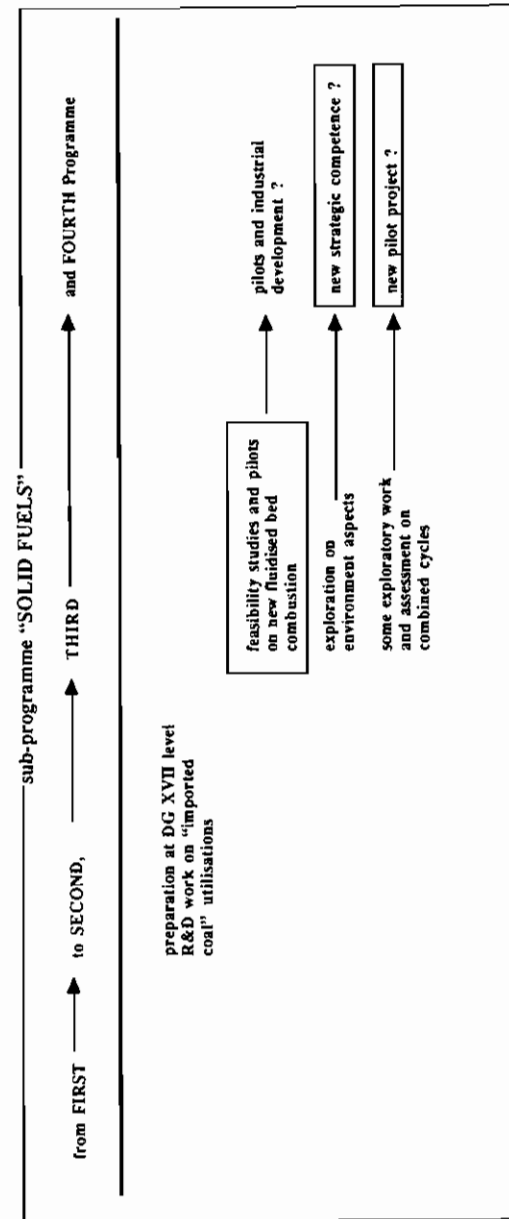 sub-programme "SOLID FUELS"
from FIRST to SECOND, THIRD and FOURTH Programme
preparation at DG XVII level
R&D work on "imported
coal" utilisations
feasibility studies and pilots
on new fluidised bed
combustion
pilots and industrial
development ?
exploration on
environment aspects
new strategic competence ?
some exploratory work
and assessment on
combined cycles
new pilot project ?